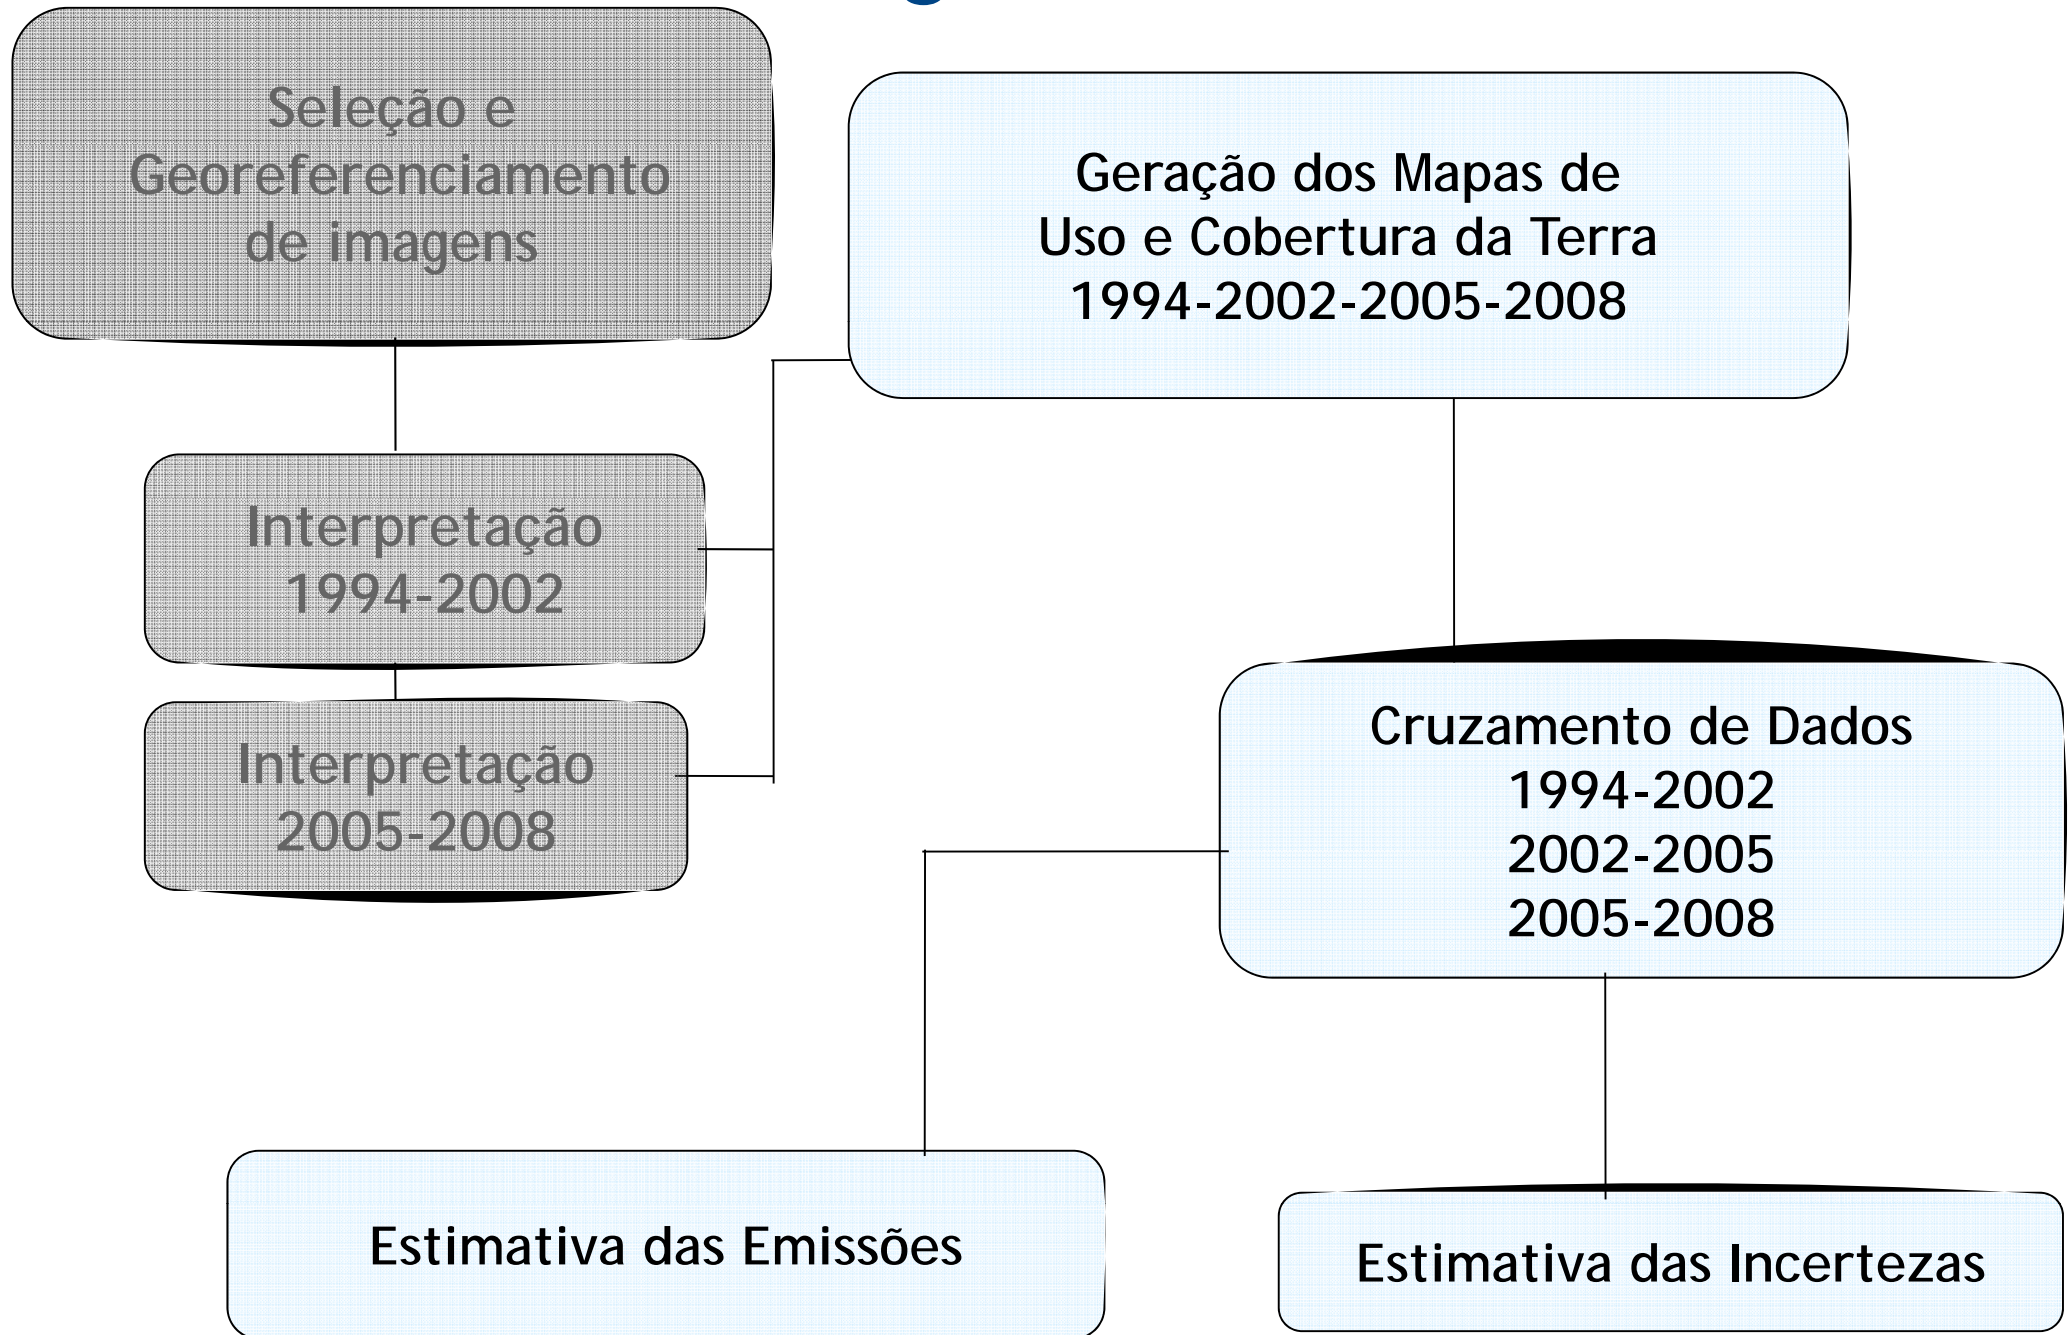 Seleção e
Georeferenciamento
de imagens
Geração dos Mapas de
Uso e Cobertura da Terra
1994-2002-2005-2008
Interpretação
1994-2002
Interpretação
2005-2008
Cruzamento de Dados
1994-2002
2002-2005
2005-2008
Estimativa das Emissões
Estimativa das Incertezas